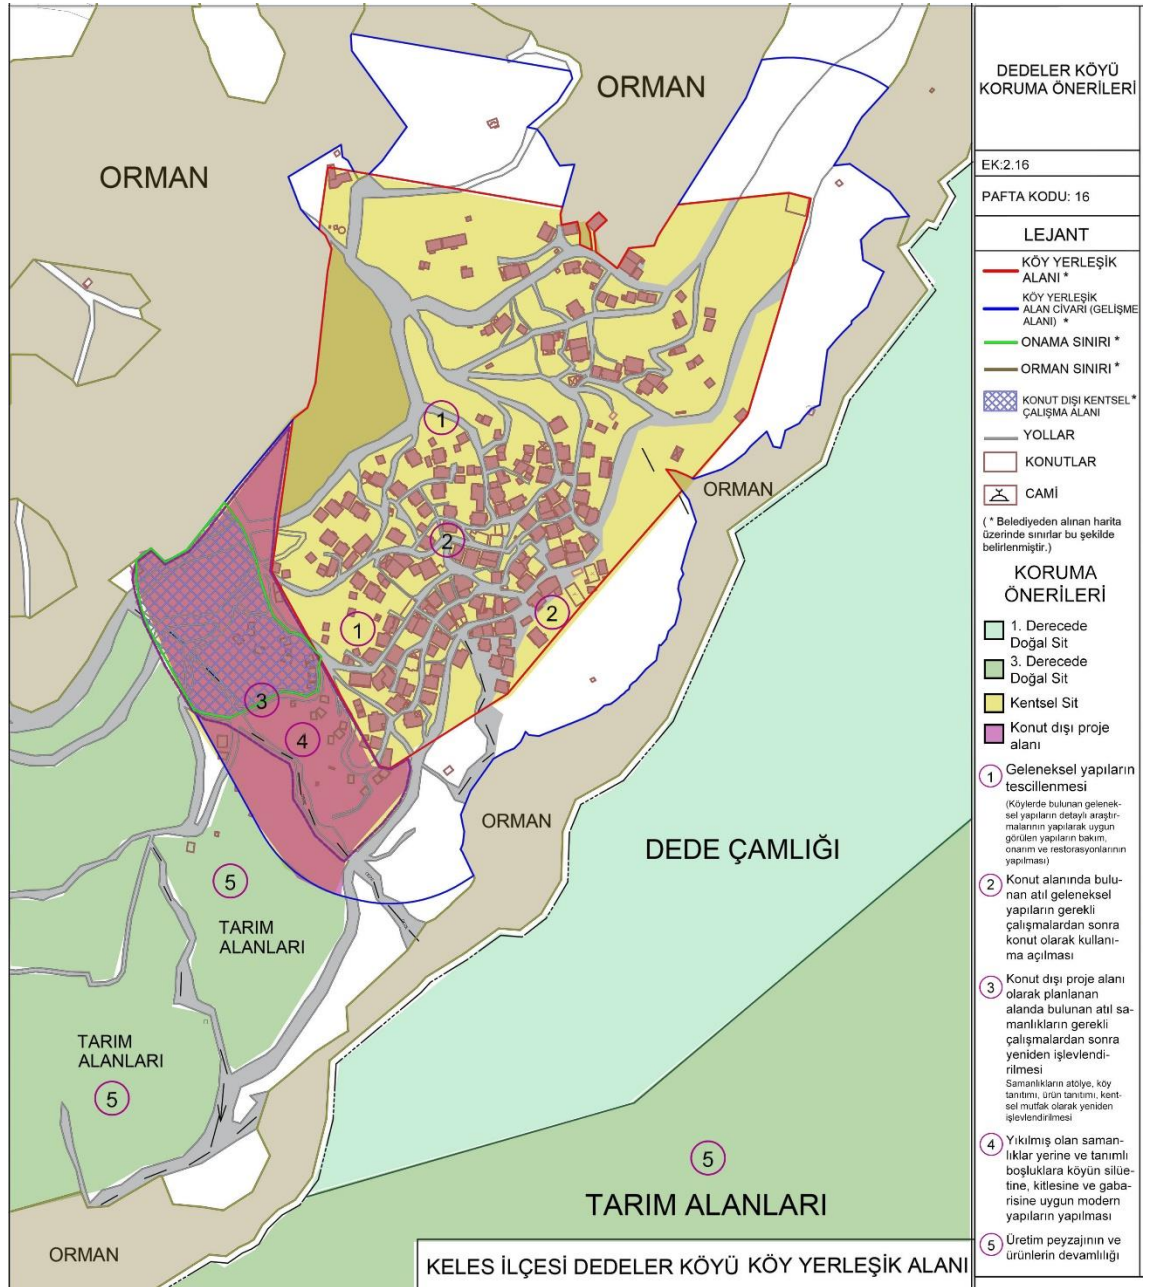 ORMAN
ORMAN
ORMAN
1
2
1
2
3
4
ORMAN
DEDE ÇAMLIĞI
5
TARIM
ALANLARI
TARIM
ALANLARI
5
5
TARIM ALANLARI
ORMAN
KELES İLÇESİ DEDELER KÖYÜ KÖY YERLEŞİK ALANI
DEDELER KÖYÜ
KORUMA ÖNERİLERİ
EK:2.16
PAFTA KODU: 16
LEJANT
KÖY YERLEŞİK
ALANI *
KÖY YERLEŞİK
ALAN CİVARI (GELİŞME
ALANI) *
ONAMA SINIRI *
ORMAN SINIRI *
KONUT DIŞI KENTSEL *
ÇALIŞMA ALANI
YOLLAR
KONUTLAR
CAMİ
( * Belediyeden alınan harita
üzerinde sınırlar bu şekilde
belirlenmiştir.)
KORUMA
ÖNERİLERİ
1. Derecede
Doğal Sit
3. Derecede
Doğal Sit
Kentsel Sit
Konut dışı proje
alanı
1 Geleneksel yapıların
tescillenmesi
(Köylerde bulunan gelenek-
sel yapıların detaylı araştır-
malarının yapılarak uygun
görülen yapıların bakım,
onarım ve restorasyonlarının
yapılması)
2 Konut alanında bulu-
nan atıl geleneksel
yapıların gerekli
çalışmalardan sonra
konut olarak kullanı-
ma açılması
3 Konut dışı proje alanı
olarak planlanan
alanda bulunan atıl sa-
manlıkların gerekli
çalışmalardan sonra
yeniden işlevlendi-
rilmesi
Samanlıkların atölye, köy
tanıtımı, ürün tanıtımı, kent-
sel mutfak olarak yeniden
işlevlendirilmesi
4 Yıkılmış olan saman-
lıklar yerine ve tanımlı
boşluklara köyün silüe-
tine, kitlesine ve gaba-
risine uygun modern
yapıların yapılması
5 Üretim peyzajının ve
ürünlerin devamlılığı